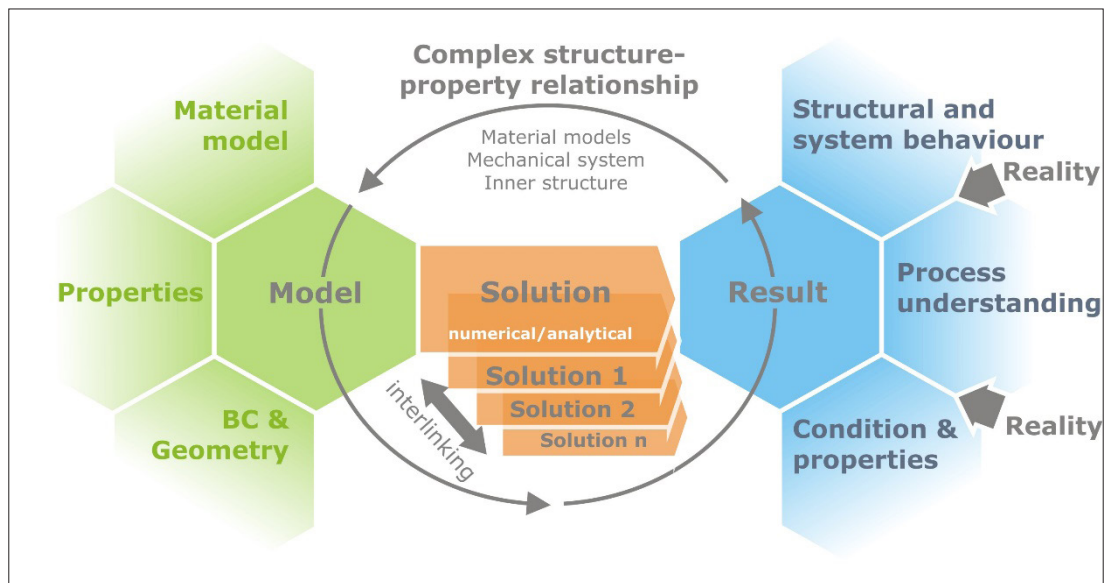 Complex structure-
property relationship
Material models
Mechanical system
Inner structure
Material
model
Properties
BC &
Geometry
Model
Solution
numerical/analytical
Solution 1
Solution 2
Solution n
interlinking
Result
Structural and
system behaviour
Reality
Process
understanding
Reality
Condition &
properties